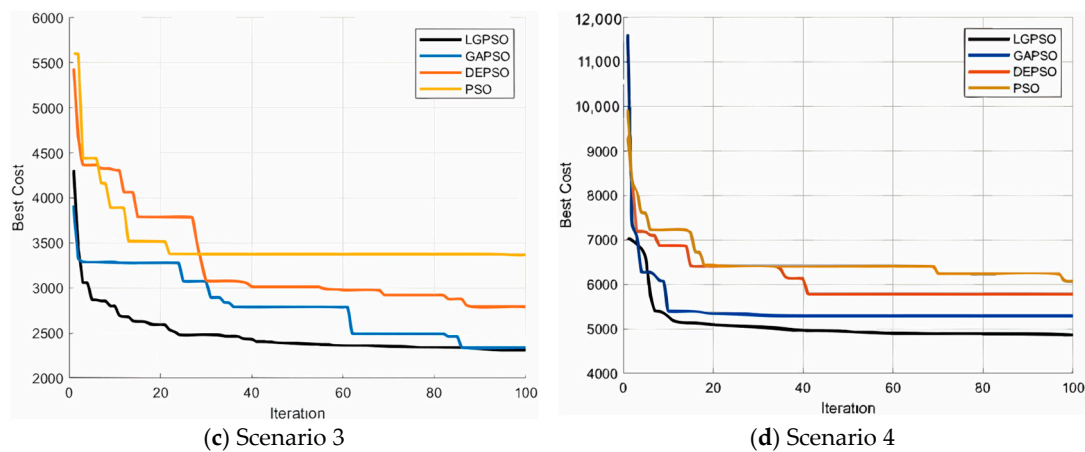 6000
5500
5000
4500
4000
3500
3000
2500
2000
Best Cost
0 20 40 60 80 100
Iteration
LGPSO
GAPSO
DEPSO
PSO
(c) Scenario 3
12,000
11,000
10,000
9000
8000
7000
6000
5000
4000
Best Cost
0 20 40 60 80 100
Iteration
LGPSO
GAPSO
DEPSO
PSO
(d) Scenario 4